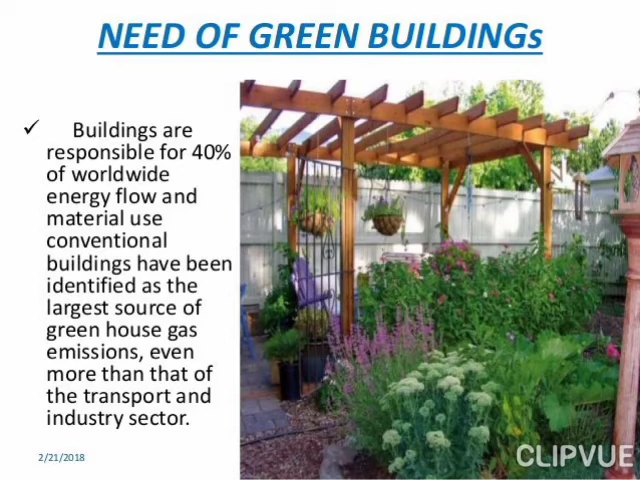 NEED OF GREEN BUILDINGs
✓ Buildings are
responsible for 40%
of worldwide
energy flow and
material use
conventional
buildings have been
identified as the
largest source of
green house gas
emissions, even
more than that of
the transport and
industry sector.
2/21/2018
CLIPVUE